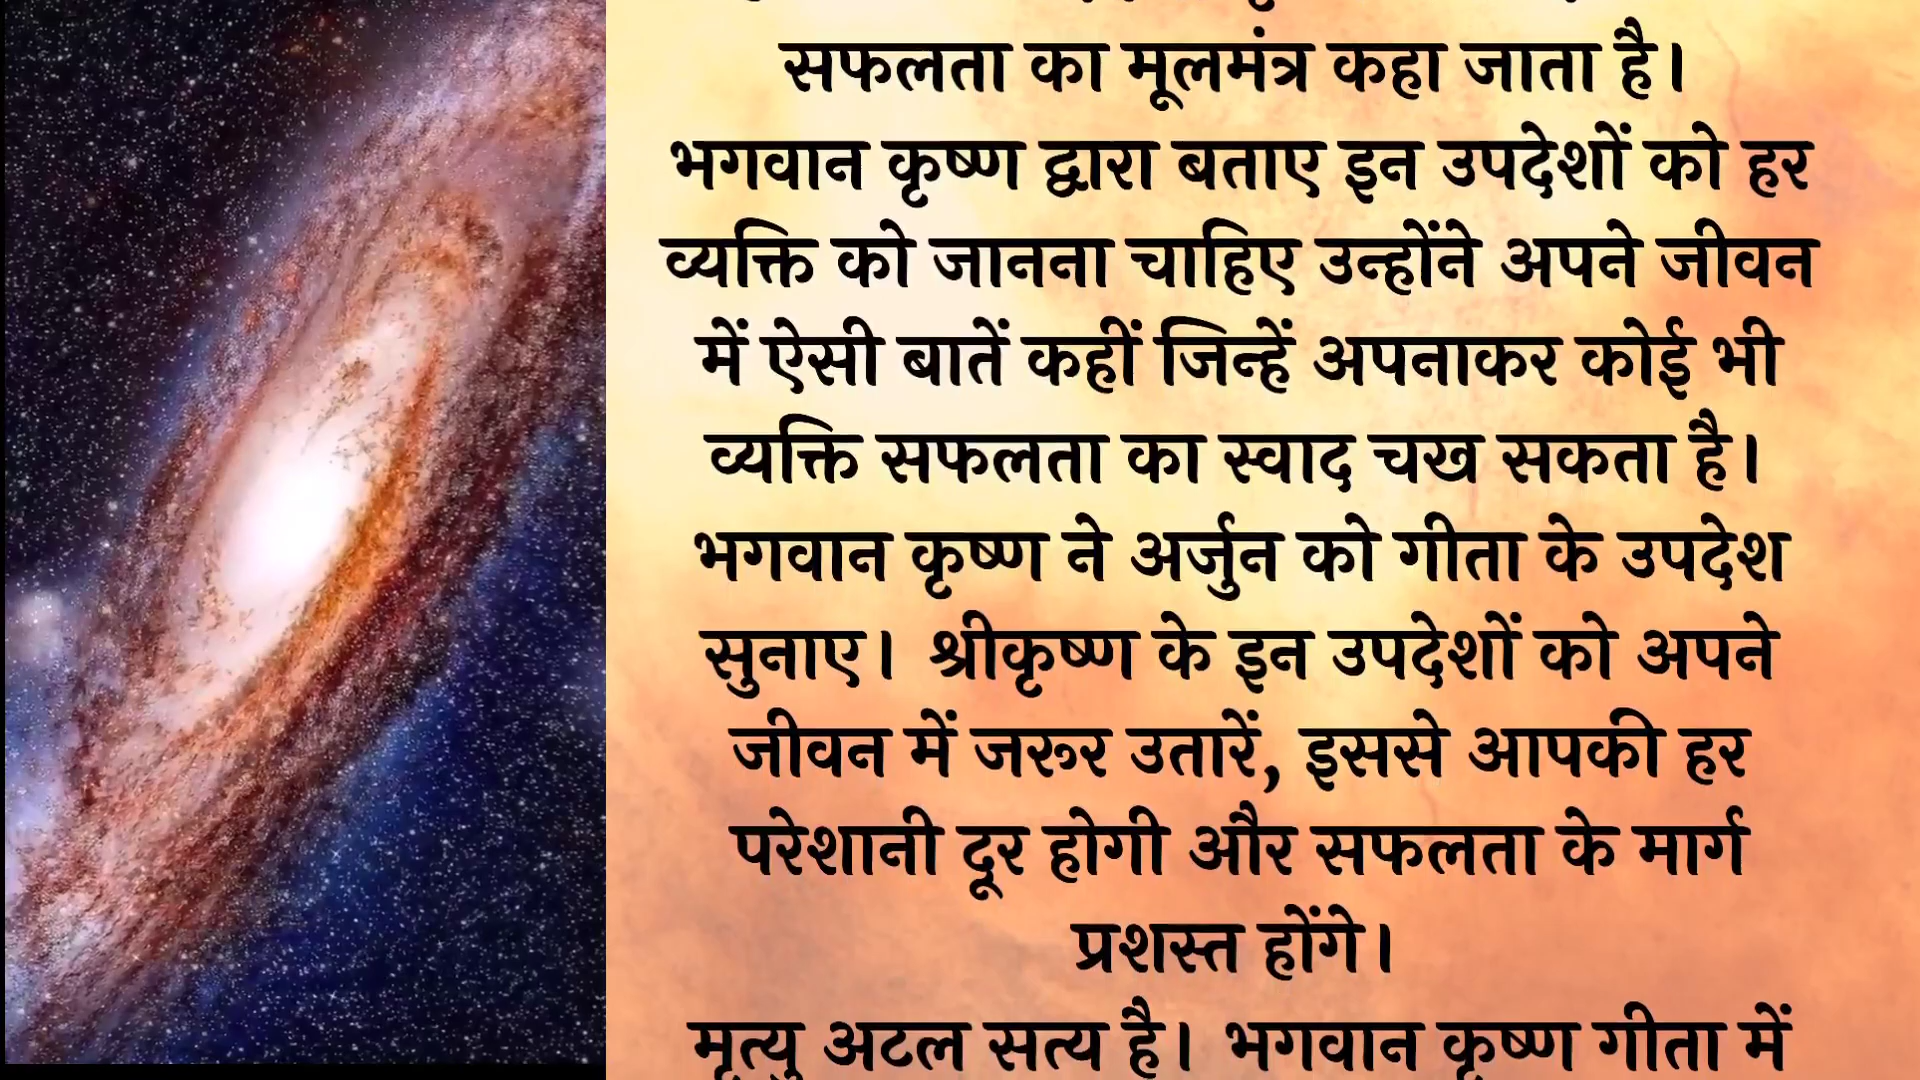 सफलता का मूलमंत्र कहा जाता है।
भगवान कृष्ण द्वारा बताए इन उपदेशों को हर
व्यक्ति को जानना चाहिए उन्होंने अपने जीवन
में ऐसी बातें कहीं जिन्हें अपनाकर कोई भी
व्यक्ति सफलता का स्वाद चख सकता है।
भगवान कृष्ण ने अर्जुन को गीता के उपदेश
सुनाए। श्रीकृष्ण के इन उपदेशों को अपने
जीवन में जरूर उतारें, इससे आपकी हर
परेशानी दूर होगी और सफलता के मार्ग
प्रशस्त होंगे।
मृत्यु अटल सत्य है। भगवान कृष्ण गीता में